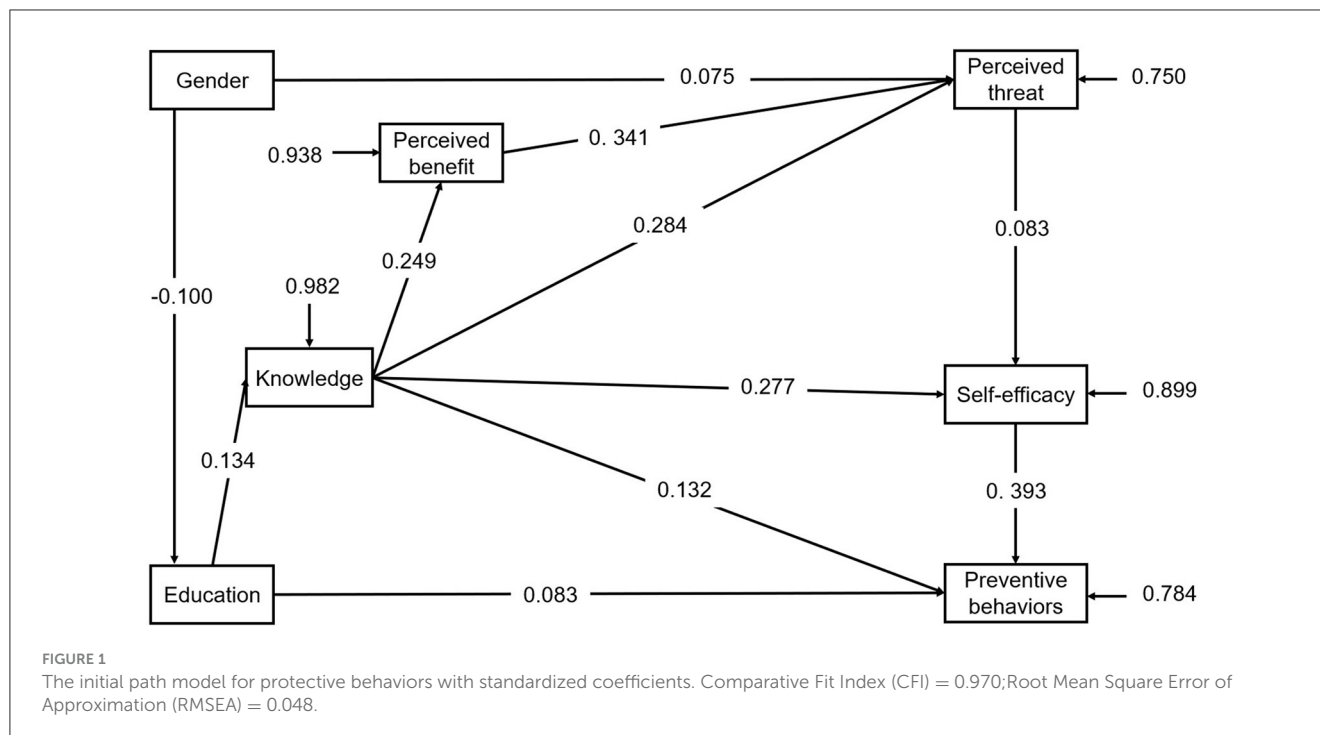 Gender
0.075
Perceived
threat
0.750
Perceived
benefit
0.938
0. 341
0.284
0.083
0.249
-0.100
0.982
Knowledge
0.277
Self-efficacy
0.899
0.134
0.132
0. 393
Education
0.083
Preventive
behaviors
0.784
FIGURE 1
The initial path model for protective behaviors with standardized coefficients. Comparative Fit Index (CFI) = 0.970;Root Mean Square Error of
Approximation (RMSEA) = 0.048.